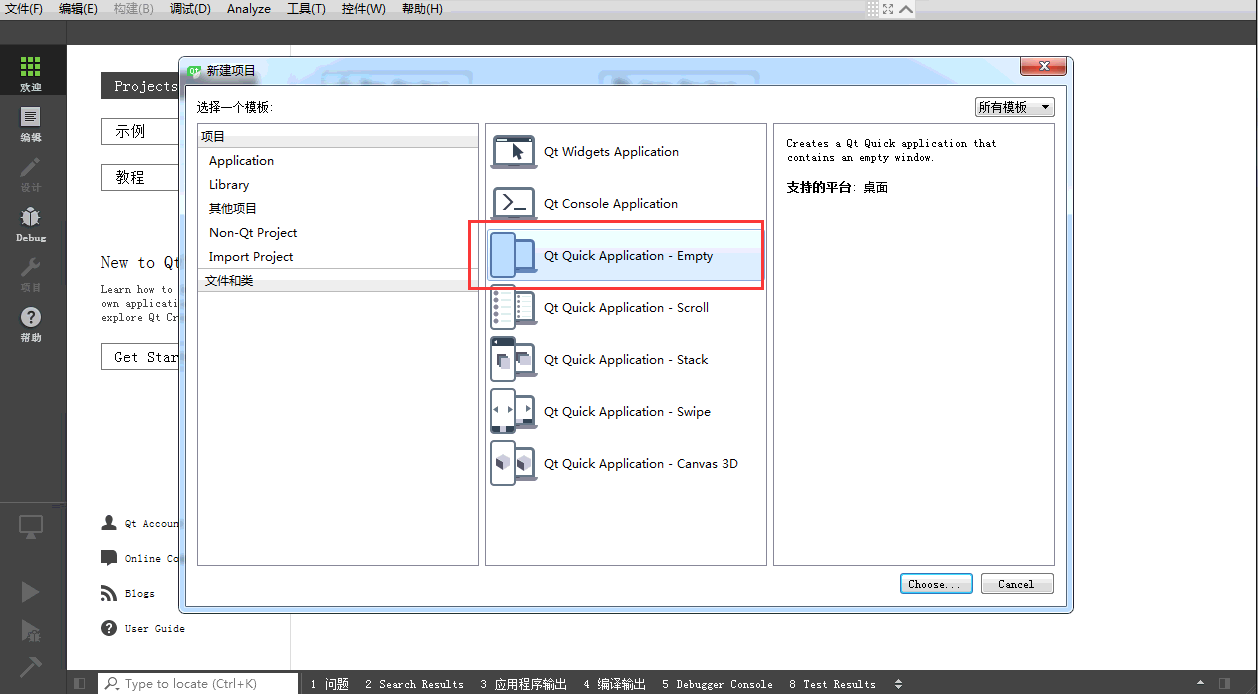 文件(F) 编辑(E) 构建(B) 调试(D) Analyze 工具(T) 控件(W) 帮助(H)
欢迎
编辑
设计
Debug
项目
帮助
Projects
示例
教程
New to Qt
Learn how to
own applicati
explore Qt Cr
Get Star
Qt Accoun
Online Co
Blogs
User Guide
新建项目
选择一个模板:
所有模板
项目
Application
Library
其他项目
Non-Qt Project
Import Project
文件和类
Qt Widgets Application
Qt Console Application
Qt Quick Application - Empty
Qt Quick Application - Scroll
Qt Quick Application - Stack
Qt Quick Application - Swipe
Qt Quick Application - Canvas 3D
Creates a Qt Quick application that
contains an empty window.
支持的平台: 桌面
Choose... Cancel
Type to locate (Ctrl+K) 1 问题 2 Search Results 3 应用程序输出 4 编译输出 5 Debugger Console 8 Test Results